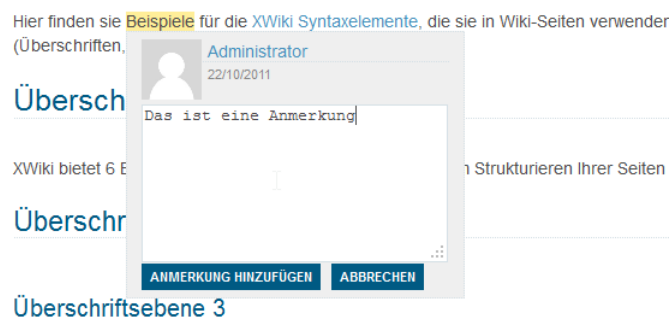 Hier finden sie Beispiele für die XWiki Syntaxelemente, die sie in Wiki-Seiten verwenden
(Überschriften,
Administrator
22/10/2011
Übersch
Das ist eine Anmerkung
XWiki bietet 6 E
n Strukturieren Ihrer Seiten
Überschr
ANMERKUNG HINZUFÜGEN ABBRECHEN
Überschriftsebene 3